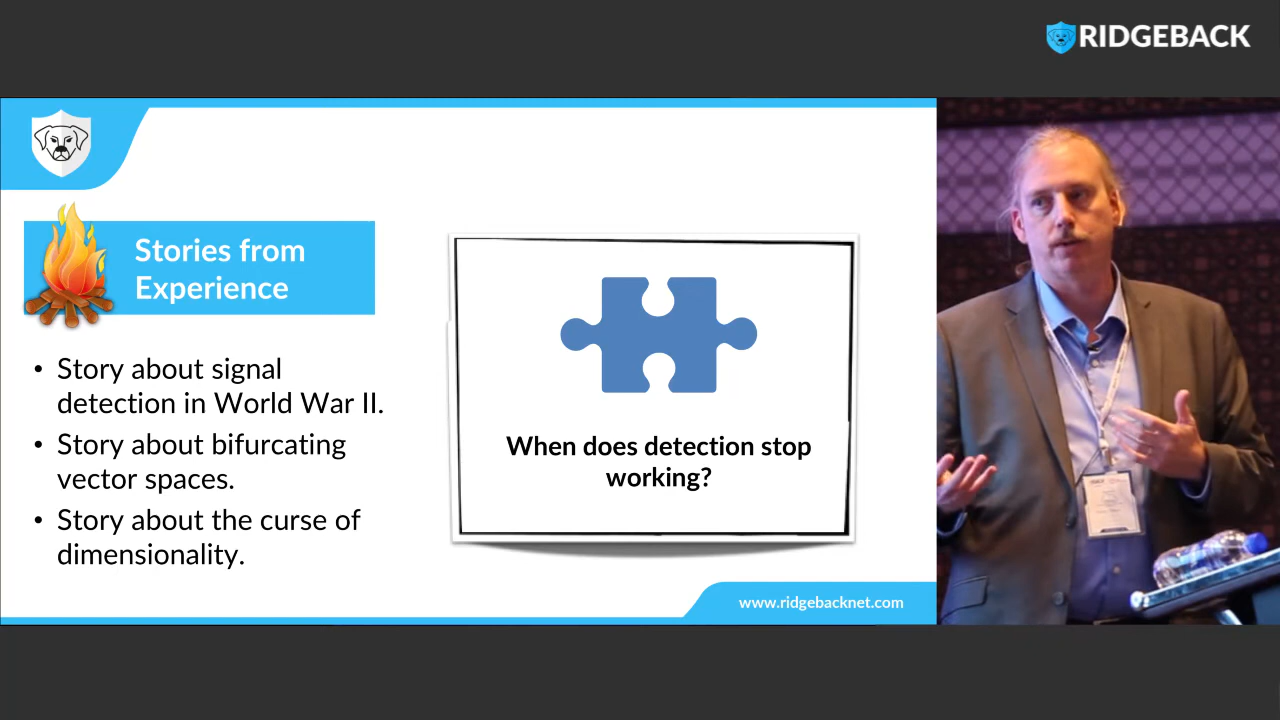 RIDGEBACK
Stories from
Experience
• Story about signal
detection in World War II.
• Story about bifurcating
vector spaces.
• Story about the curse of
dimensionality.
When does detection stop
working?
www.ridgebacknet.com